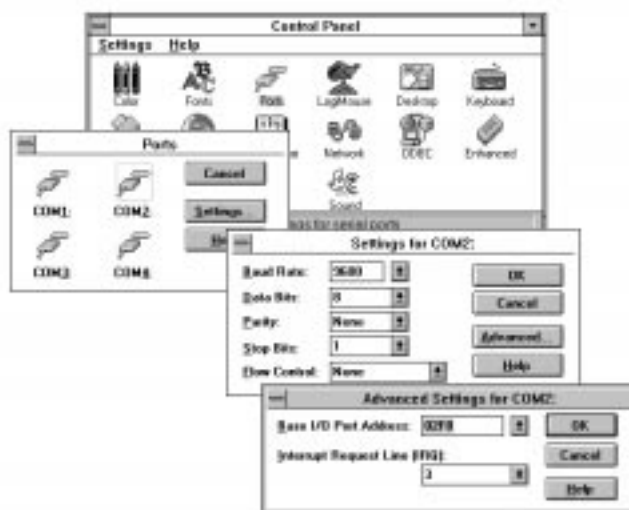 Control Panel
Settings Help
Color Fonts Ports LogiMouse Desktop Keyboard
Network ODBC Enhanced
Sound
for serial ports
Ports
COM1: COM2: Cancel
Settings...
COM3: COM4:
Settings for COM2:
Baud Rate: 9600 OK
Data Bits: 8 Cancel
Parity: None Advanced...
Stop Bits: 1 Help
Flow Control: None
Advanced Settings for COM2:
Base I/O Port Address: 02F8 OK
Interrupt Request Line (IRQ): Cancel
3
Help